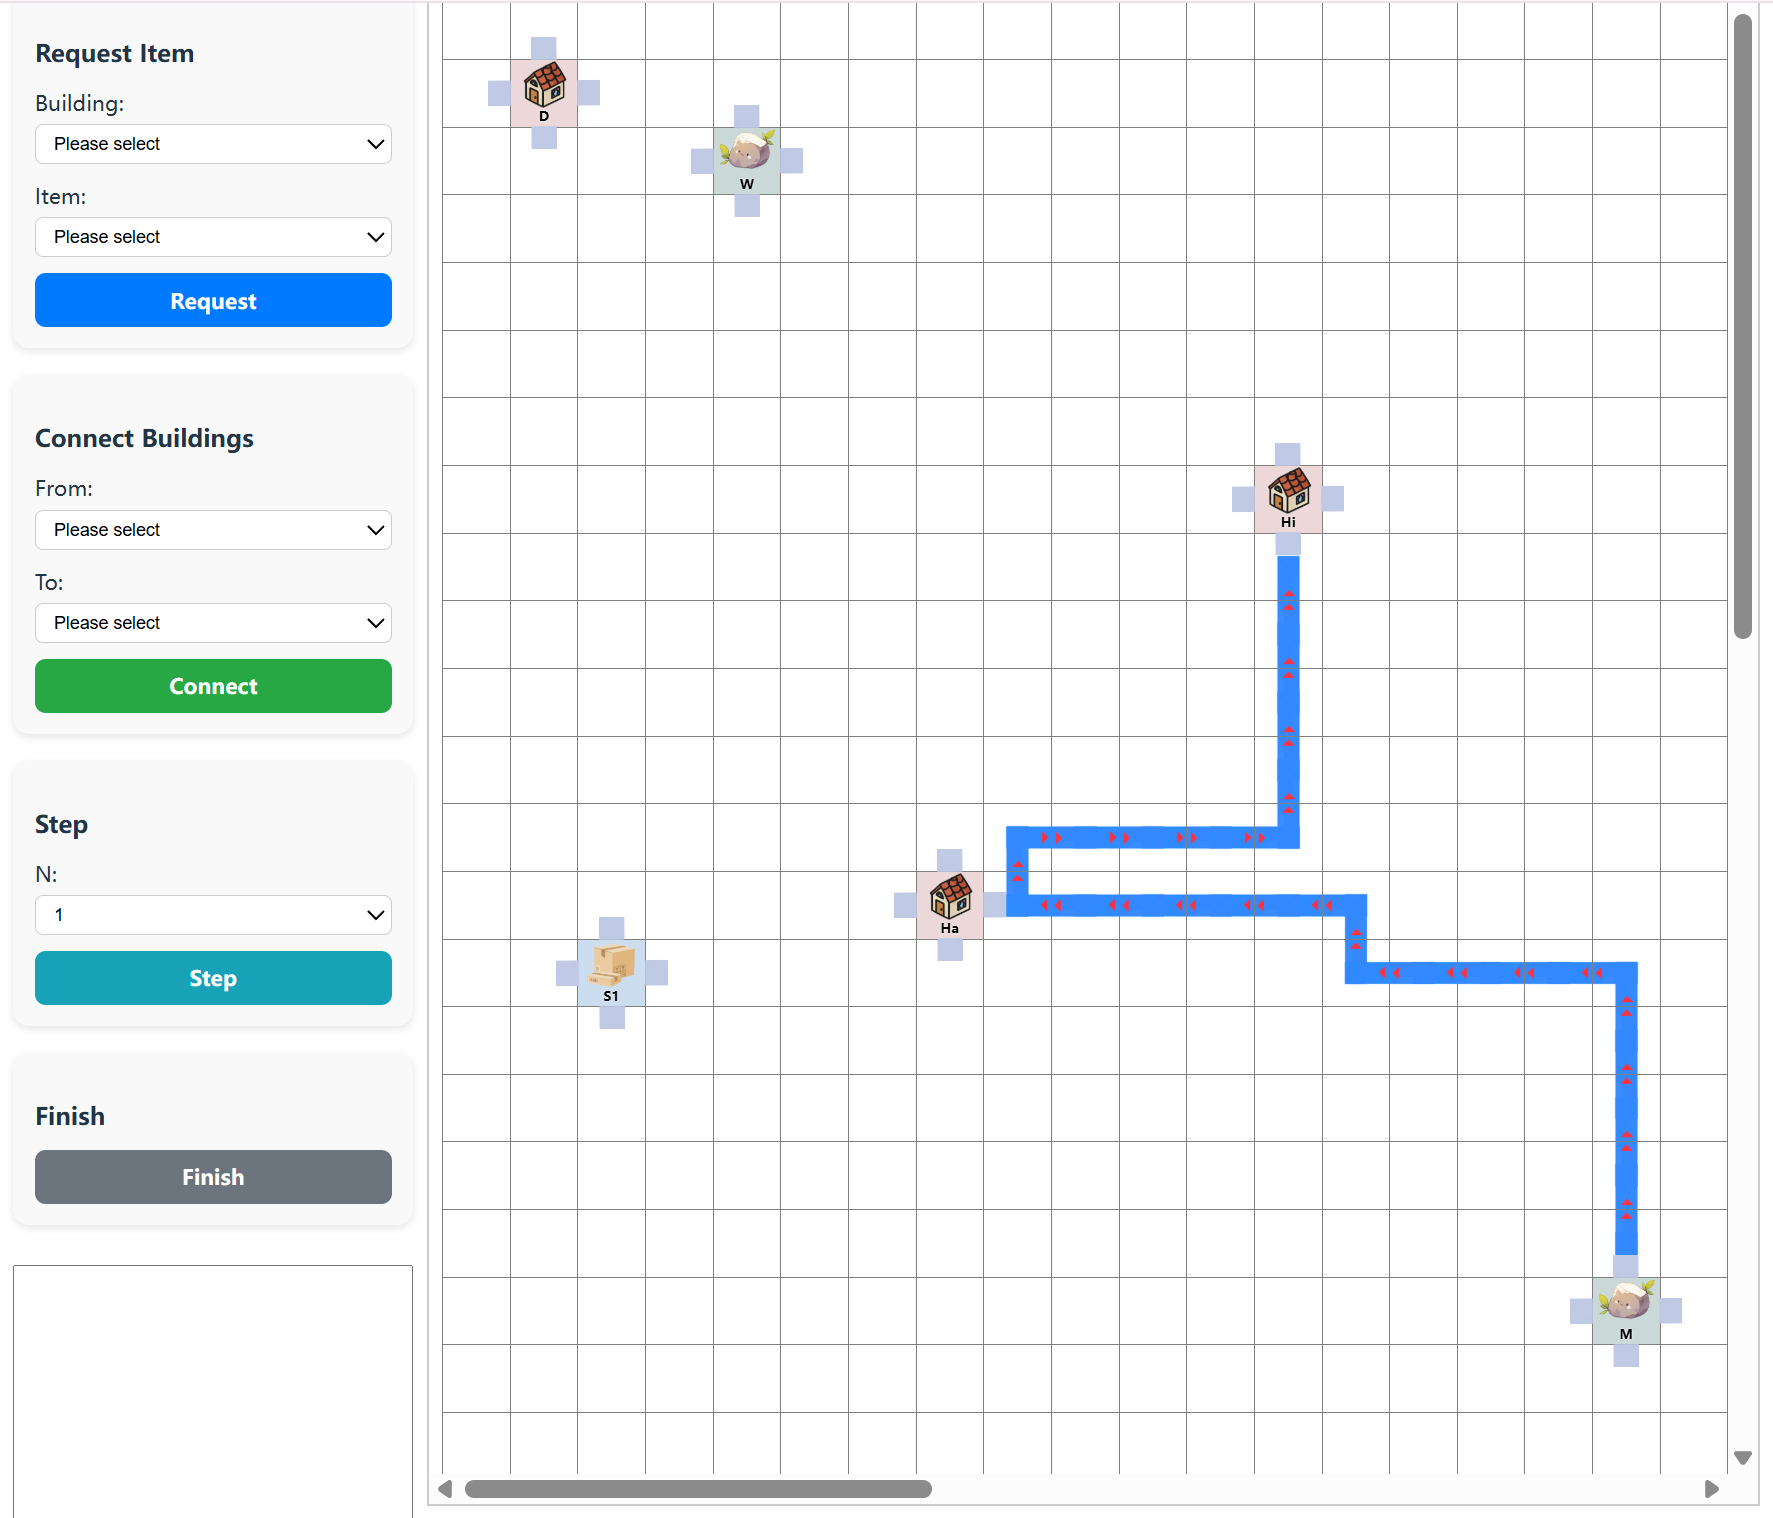 Request Item
Building:
Please select
Item:
Please select
Request
Connect Buildings
From:
Please select
To:
Please select
Connect
Step
N:
1
Step
Finish
Finish
D
W
Hi
Ha
S1
M